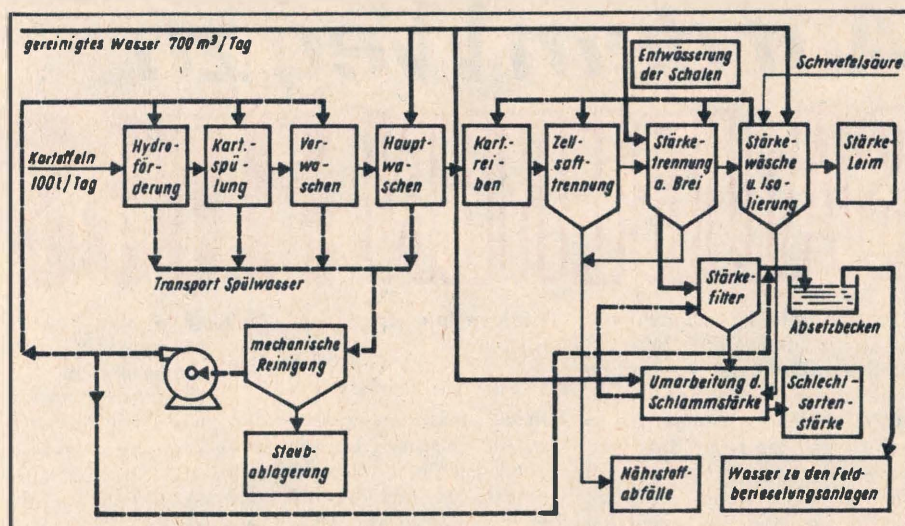 gereinigtes Wasser 700 m³/Tag
Entwässerung
der Schalen
Schwefelsäure
Kartoffeln
100t/Tag
Hydro-
för-
derung
Kart.-
spü-
lung
Vor-
wa-
schen
Haupt-
wa-
schen
Kart.
rei-
ben
Zell-
saft-
trennung
Stärke-
trennung
a. Brei
Stärke-
wäsche
u. Iso-
lierung
Stärke-
Leim
Transport Spülwasser
Stärke-
filter
Absetzbecken
mechanische
Reinigung
Umarbeitung d.
Schlammstärke
Schlecht-
sorten-
stärke
Staub-
ablagerung
Nährstoff-
abfälle
Wasser zu den Feld-
berieselungsanlagen